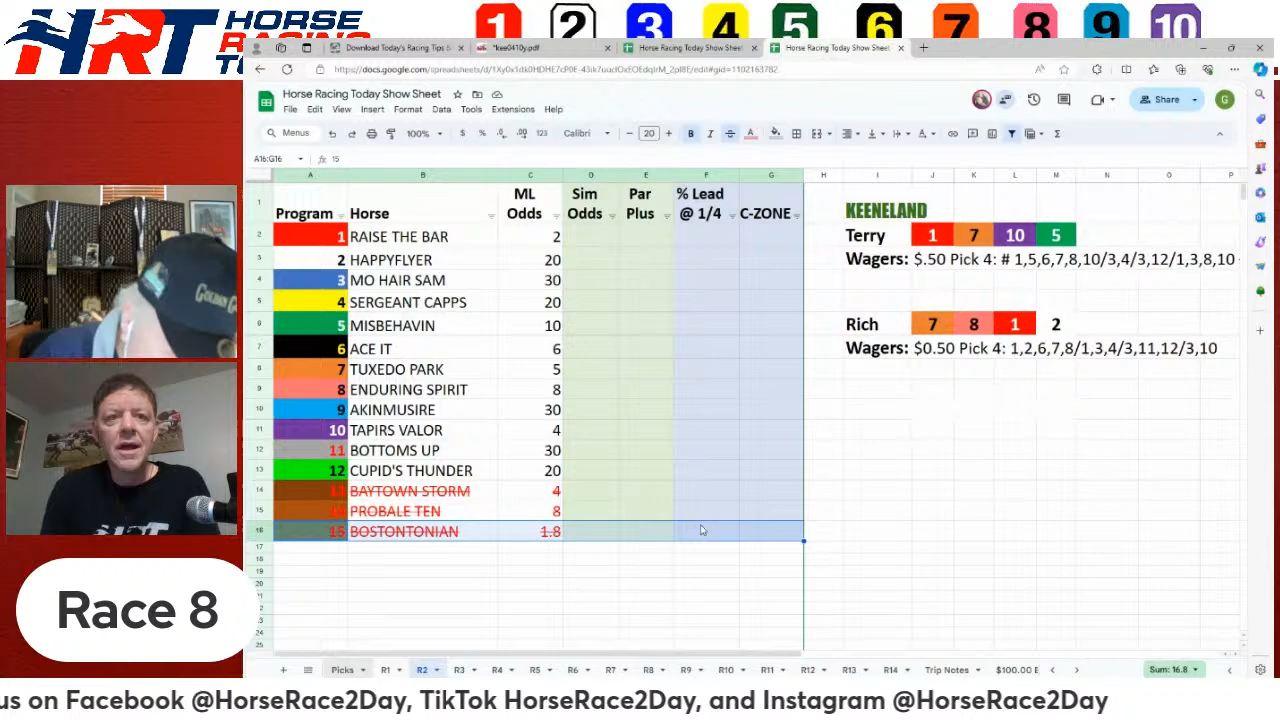 HRT HORSE
RACING
1 2 3 4 5 6 7 8 9 10
Download Today's Racing Tips &
*kee0410y.pdf
Horse Racing Today Show Sheet
Horse Racing Today Show Sheet
Horse Racing Today Show Sheet
File Edit View Insert Format Data Tools Extensions Help
Share
G
Menus 100% $ % .0 .00 123 Calibri 20 B I A
A16:G16 15
A B C D E F G H I J K L M N O P
Program Horse ML Odds Sim Odds Par Plus % Lead @ 1/4 C-ZONE
1 RAISE THE BAR 2
2 HAPPYFLYER 20
3 MO HAIR SAM 30
4 SERGEANT CAPPS 20
5 MISBEHAVIN 10
6 ACE IT 6
7 TUXEDO PARK 5
8 ENDURING SPIRIT 8
9 AKINMUSIRE 30
10 TAPIRS VALOR 4
11 BOTTOMS UP 30
12 CUPID'S THUNDER 20
13 BAYTOWN STORM 4
PROBALE TEN 8
15 BOSTONTONIAN 1.8
KEENELAND
Terry 1 7 10 5
Wagers: $.50 Pick 4: # 1,5,6,7,8,10/3,4/3,12/1,3,8,10
Rich 7 8 1 2
Wagers: $0.50 Pick 4: 1,2,6,7,8/1,3,4/3,11,12/3,10
Race 8
Picks R1 R2 R3 R4 R5 R6 R7 R8 R9 R10 R11 R12 R13 R14 Trip Notes $100.00 E
Sum: 16.8
us on Facebook @HorseRace2Day, TikTok HorseRace2Day, and Instagram @HorseRace2Day